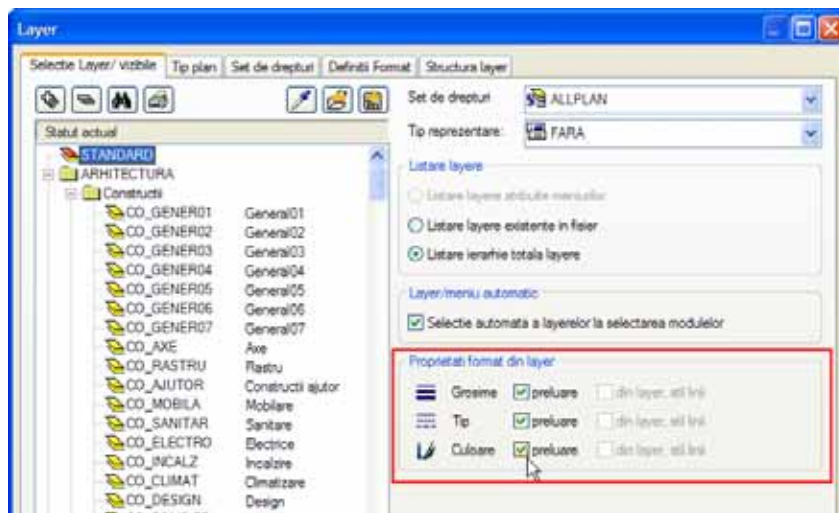 Layer
Selectie Layer/ vizibile
Tip plan
Set de drepturi
Definitii Format
Structura layer
Set de drepturi
ALLPLAN
Tip reprezentare:
FARA
Statut actual
STANDARD
ARHITECTURA
Constructii
CO_GENER01 General01
CO_GENER02 General02
CO_GENER03 General03
CO_GENER04 General04
CO_GENER05 General05
CO_GENER06 General06
CO_GENER07 General07
CO_AXE Axe
CO_RASTRU Rastru
CO_AJUTOR Constructii ajutor
CO_MOBILA Mobilare
CO_SANITAR Sanitare
CO_ELECTRO Electrice
CO_INCALZ Incalzire
CO_CLIMAT Climatizare
CO_DESIGN Design
Listare layere
Listare layere atribuite meniurilor
Listare layere existente in fisier
Listare ierarhie totala layere
Layer/meniu automatic
Selectie automata a layerelor la selectarea modulelor
Proprietati format din layer
Grosime preluare din layer, stil linii
Tip preluare din layer, stil linii
Culoare preluare din layer, stil linii